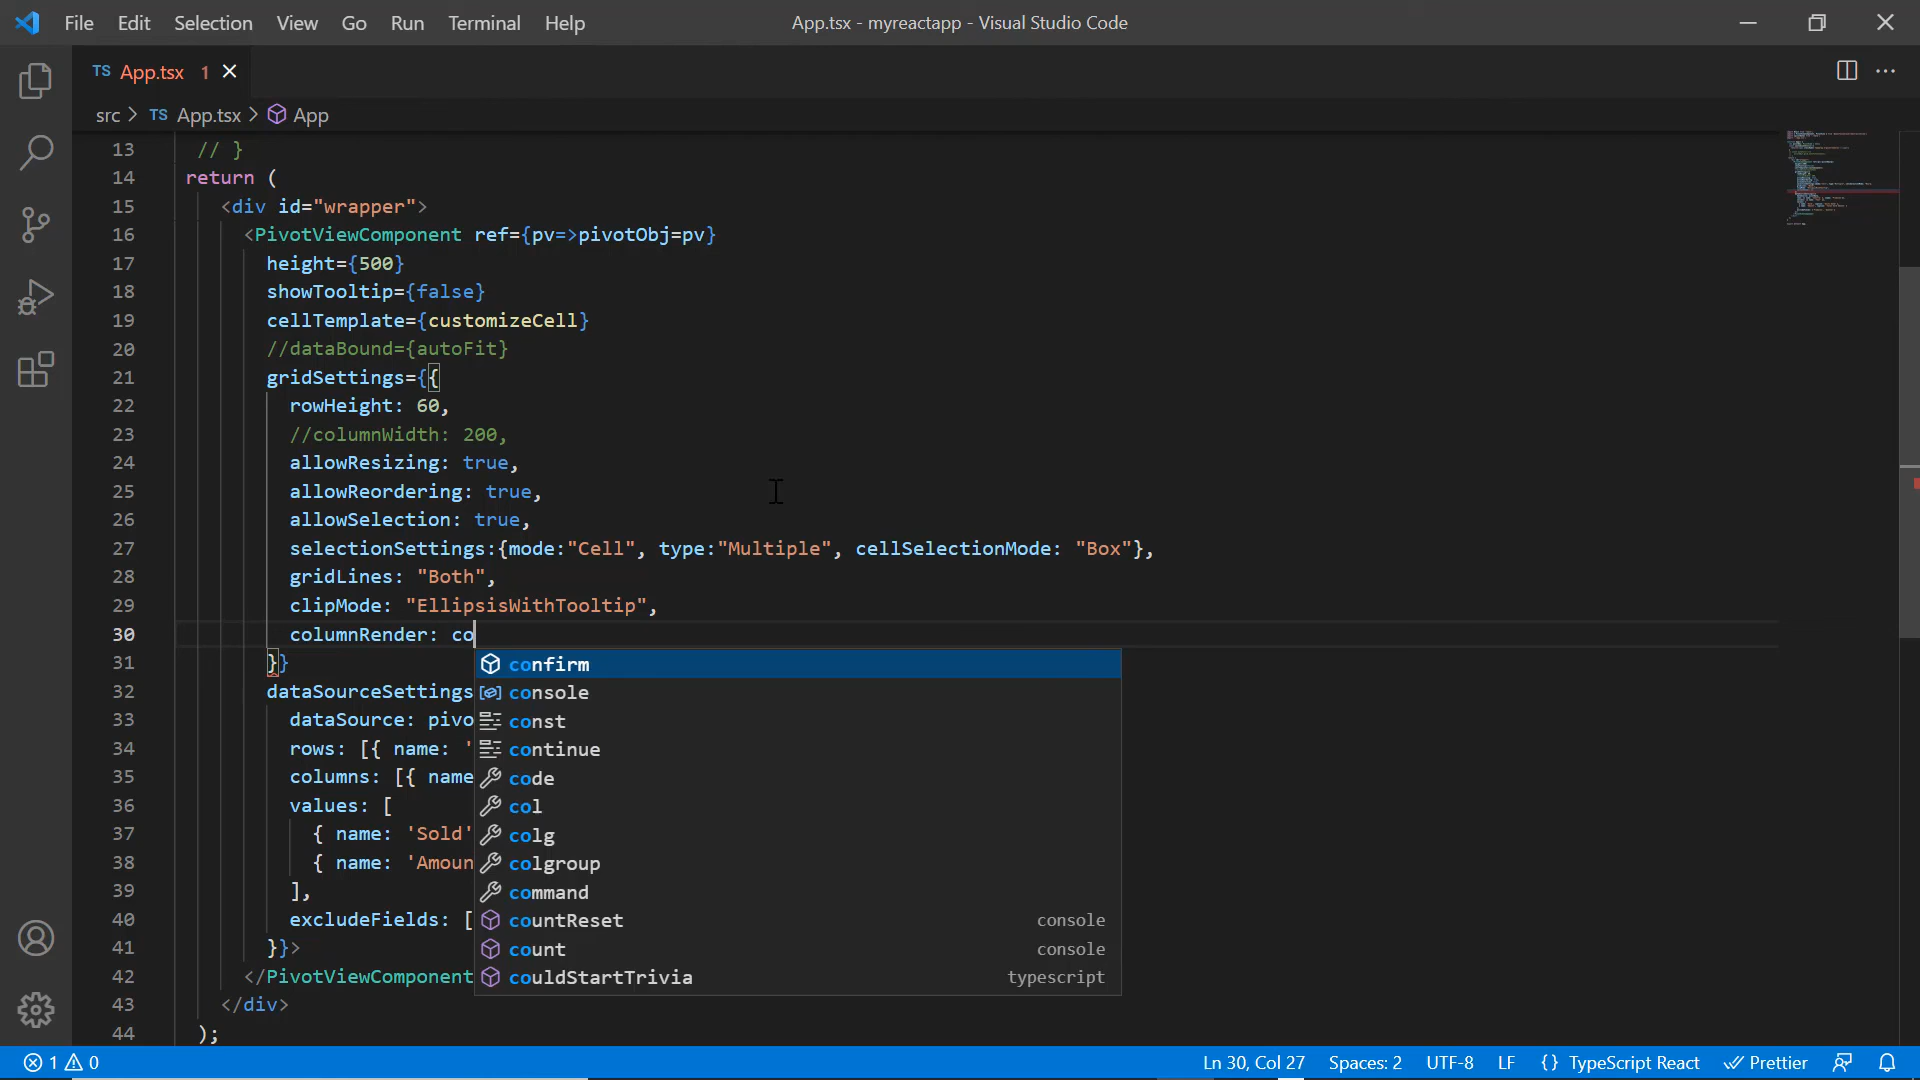 File Edit Selection View Go Run Terminal Help App.tsx - myreactapp - Visual Studio Code
TS App.tsx 1
src > TS App.tsx > App
13 // }
14 return (
15 <div id="wrapper">
16 <PivotViewComponent ref={pv=>pivotObj=pv}
17 height={500}
18 showTooltip={false}
19 cellTemplate={customizeCell}
20 //dataBound={autoFit}
21 gridSettings={{
22 rowHeight: 60,
23 //columnWidth: 200,
24 allowResizing: true,
25 allowReordering: true,
26 allowSelection: true,
27 selectionSettings:{mode:"Cell", type:"Multiple", cellSelectionMode: "Box"},
28 gridLines: "Both",
29 clipMode: "EllipsisWithTooltip",
30 columnRender: co
31 }} confirm
32 dataSourceSettings console
33 dataSource: pivo const
34 rows: [{ name: ' continue
35 columns: [{ name code
36 values: [ col
37 { name: 'Sold' colg
38 { name: 'Amoun colgroup
39 ], command
40 excludeFields: [ countReset console
41 }}> count console
42 </PivotViewComponent couldStartTrivia typescript
43 </div>
44 );
1 0 Ln 30, Col 27 Spaces: 2 UTF-8 LF {} TypeScript React Prettier